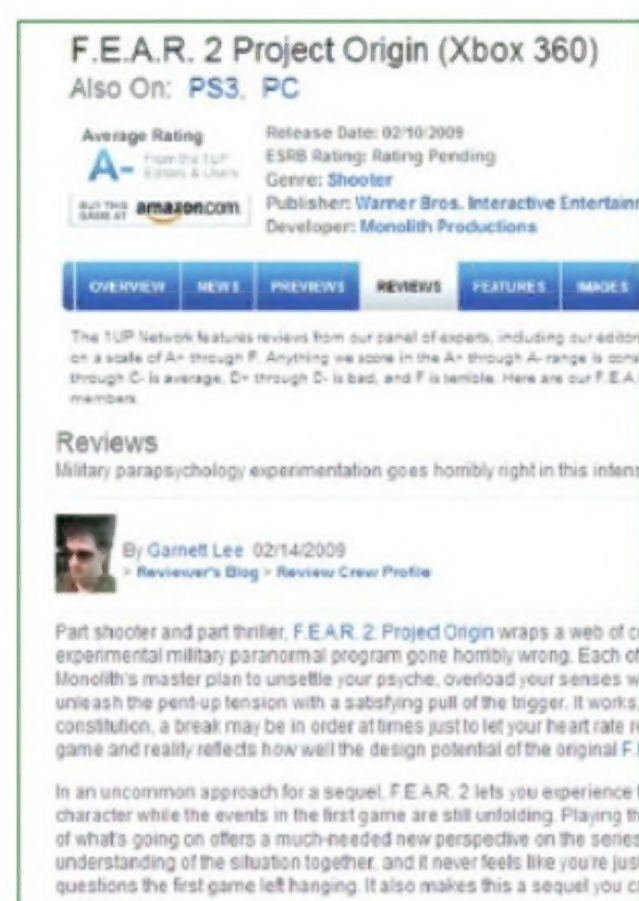 F.E.A.R. 2 Project Origin (Xbox 360)
Also On: PS3, PC
Average Rating
A- From the 1UP
Editors & Users
BUY THIS
GAME AT amazon.com
Release Date: 02/10/2009
ESRB Rating: Rating Pending
Genre: Shooter
Publisher: Warner Bros. Interactive Entertainm
Developer: Monolith Productions
OVERVIEW NEWS PREVIEWS REVIEWS FEATURES IMAGES
The 1UP Network features reviews from our panel of experts, including our editors
on a scale of A+ through F. Anything we score in the A+ through A- range is cons
through C- is average, D+ through D- is bad, and F is terrible. Here are our F.E.A.
members
Reviews
Military parapsychology experimentation goes horribly right in this intens
By Garnett Lee 02/14/2009
> Reviewer's Blog > Review Crew Profile
Part shooter and part thriller, F.E.A.R. 2 Project Origin wraps a web of
experimental military paranormal program gone horribly wrong. Each of
Monolith's master plan to unsettle your psyche, overload your senses
unleash the pent-up tension with a satisfying pull of the trigger. It works,
constitution, a break may be in order at times just to let your heart rate
game and reality reflects how well the design potential of the original F.
In an uncommon approach for a sequel, F.E.A.R. 2 lets you experience
character while the events in the first game are still unfolding. Playing
of what's going on offers a much-needed new perspective on the series
understanding of the situation together, and it never feels like you're just
questions the first game left hanging. It also makes this a sequel you